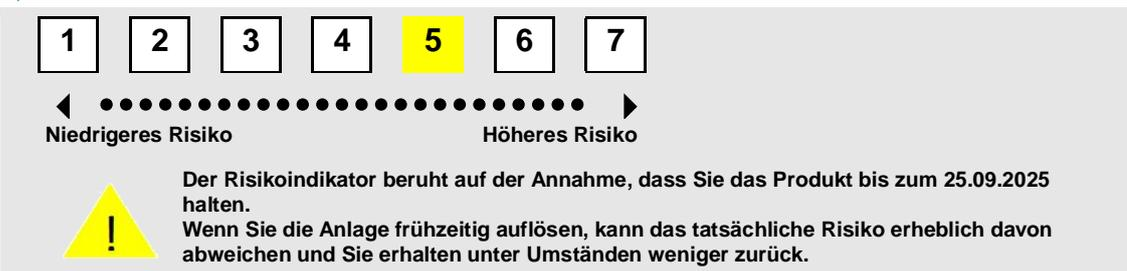 1 2 3 4 5 6 7
Niedrigeres Risiko Höheres Risiko
Der Risikoindikator beruht auf der Annahme, dass Sie das Produkt bis zum 25.09.2025
halten.
Wenn Sie die Anlage frühzeitig auflösen, kann das tatsächliche Risiko erheblich davon
abweichen und Sie erhalten unter Umständen weniger zurück.
!